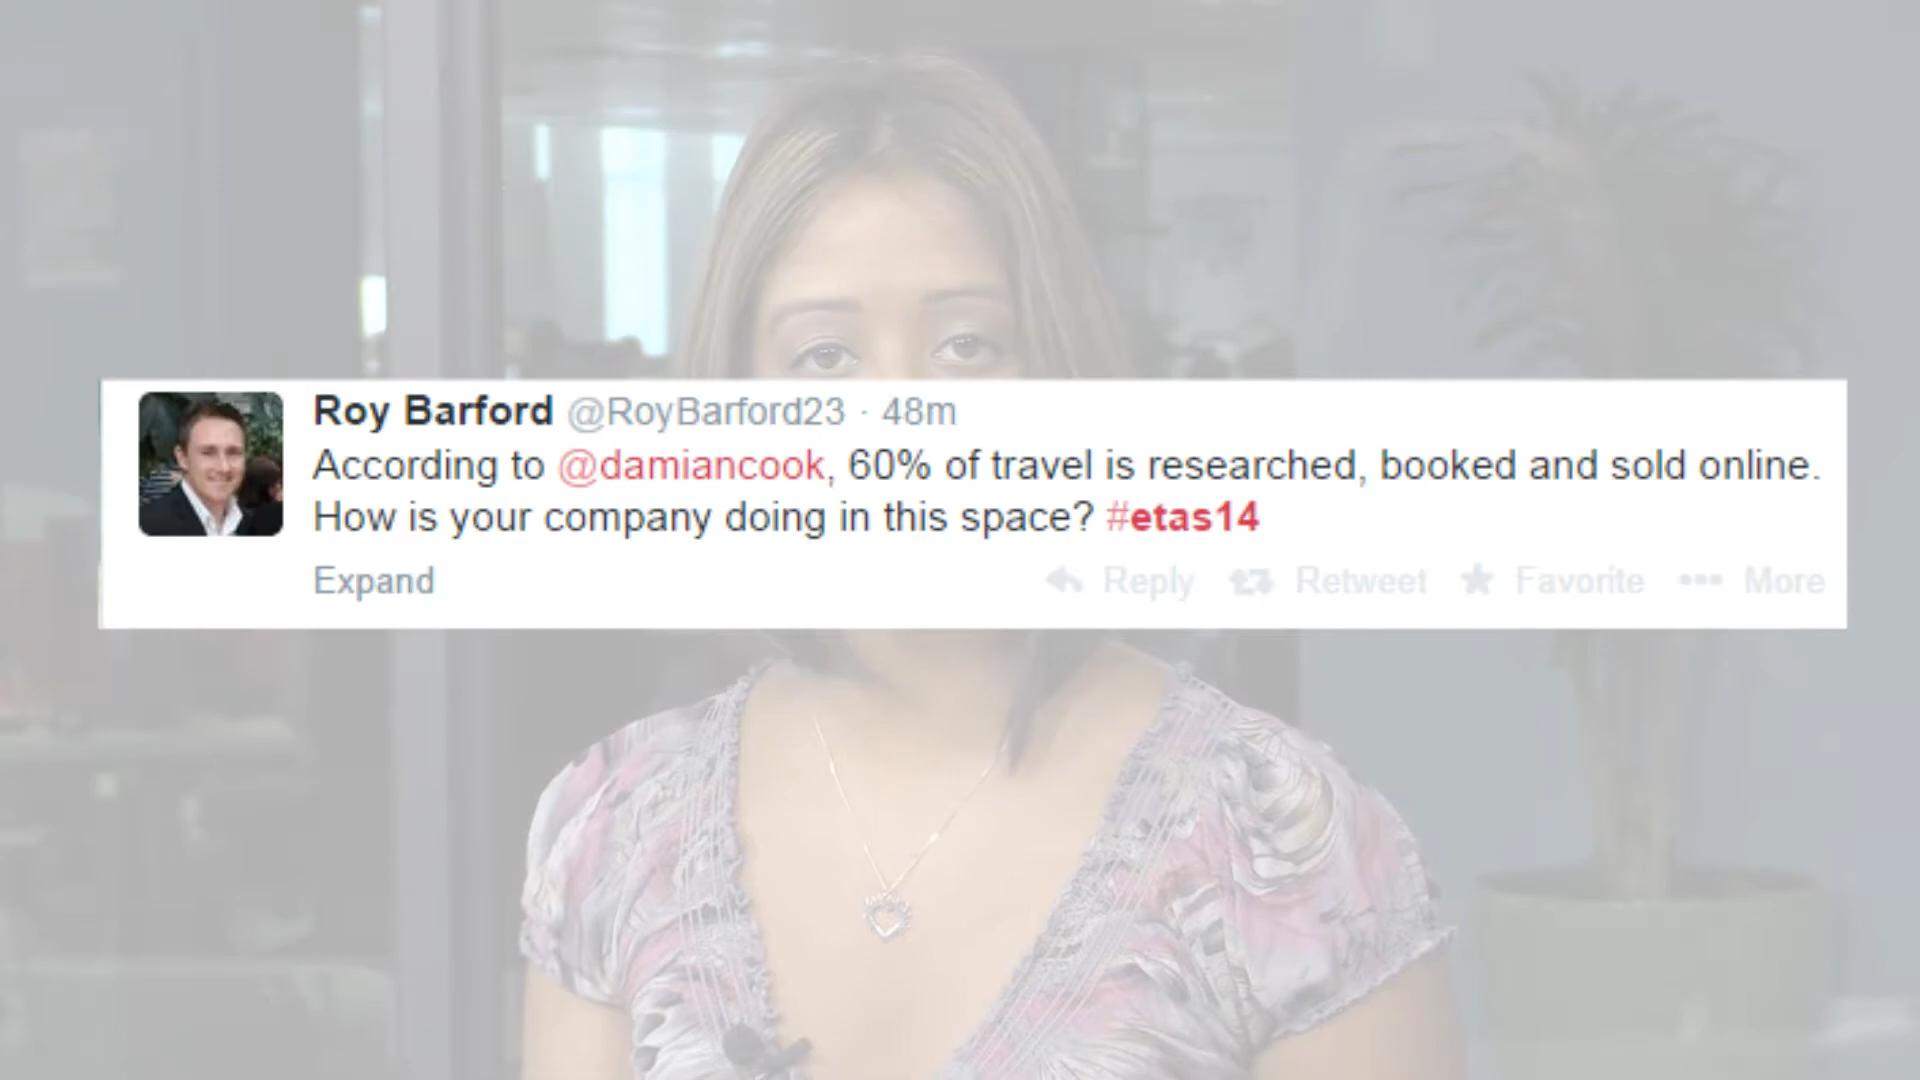 Roy Barford @RoyBarford23 · 48m
According to @damiancook, 60% of travel is researched, booked and sold online.
How is your company doing in this space? #etas14
Expand Reply Retweet Favorite More